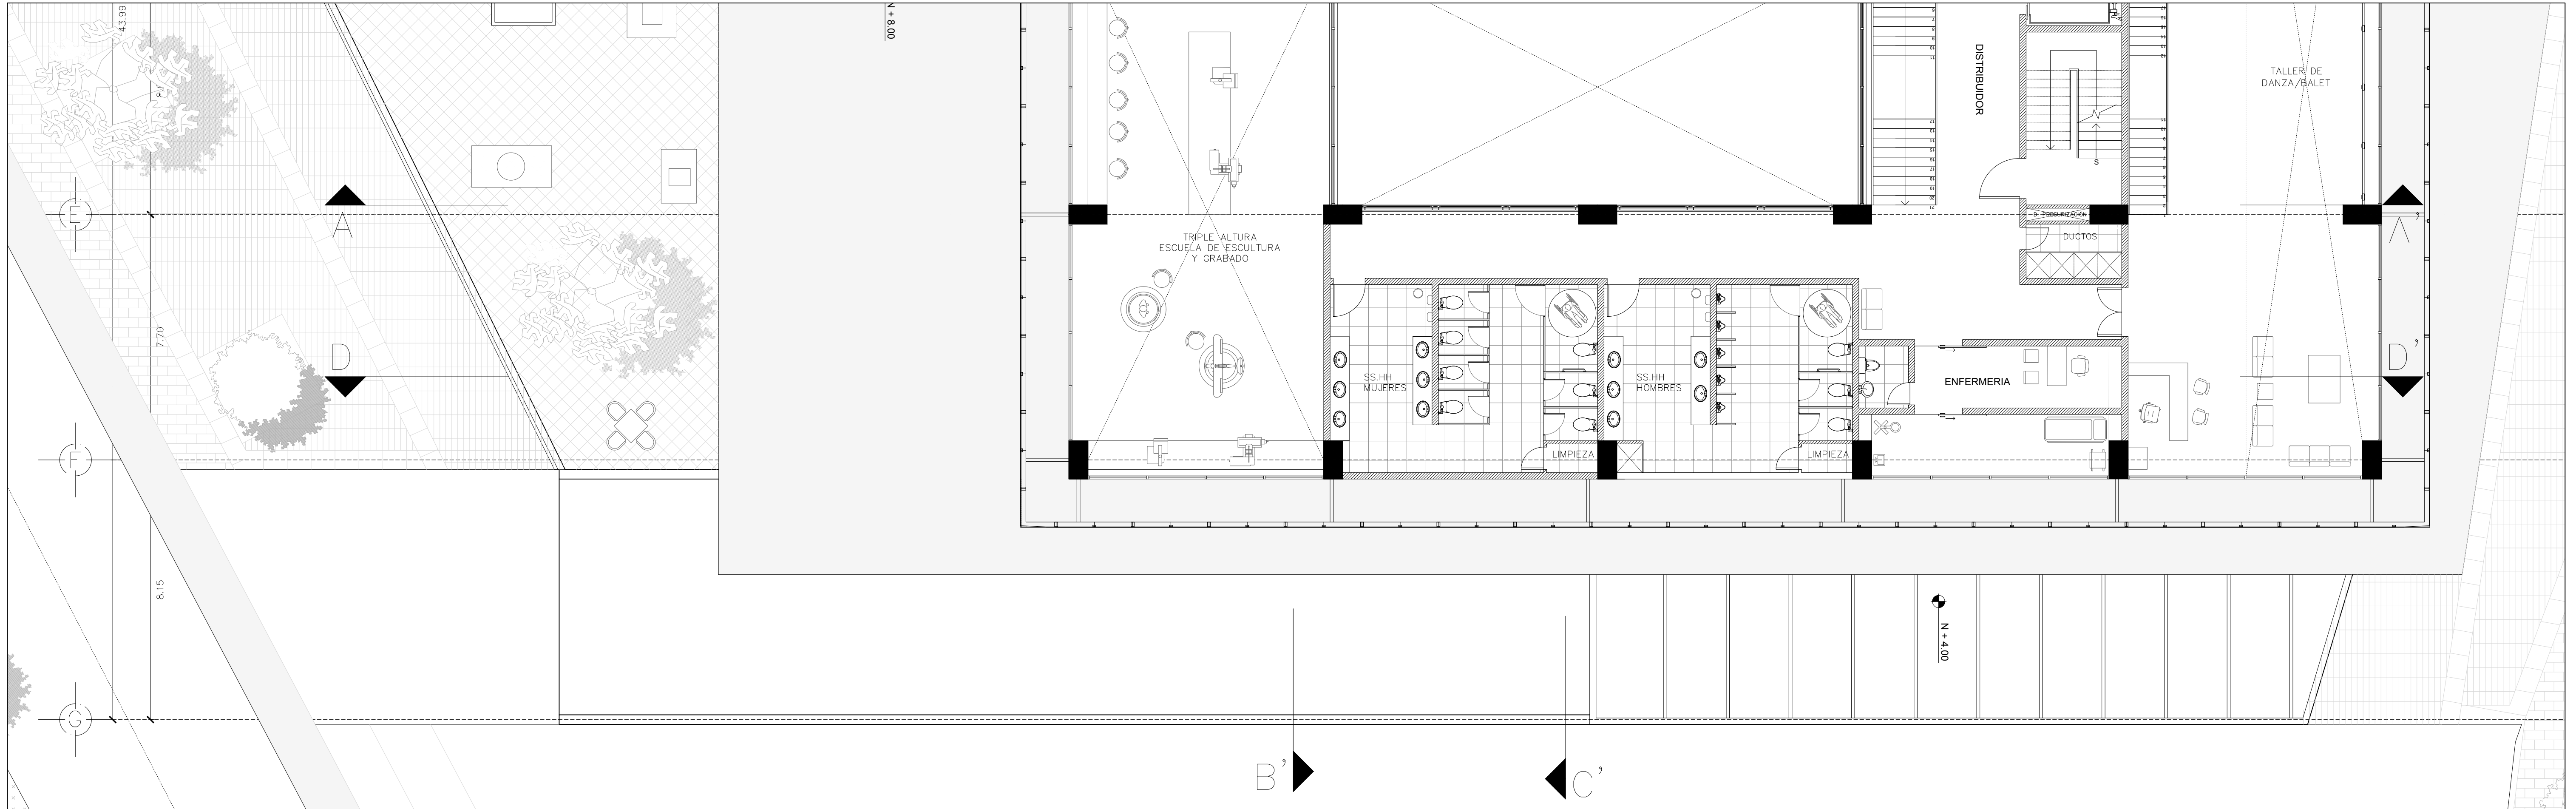 43.99
N + 8.00
DISTRIBUIDOR
TALLER DE
DANZA/BALET
S
E
A
A'
D. PRESURIZACIÓN
DUCTOS
TRIPLE ALTURA
ESCUELA DE ESCULTURA
Y GRABADO
7.70
D
D'
SS.HH
MUJERES
SS.HH
HOMBRES
ENFERMERIA
F
LIMPIEZA
LIMPIEZA
8.15
N + 4.00
G
B'
C'